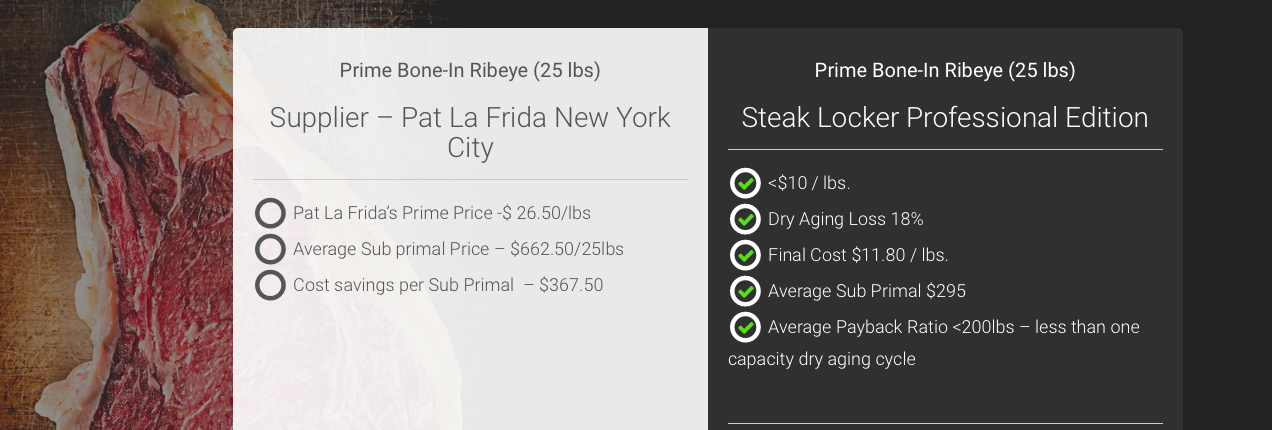 Prime Bone-In Ribeye (25 lbs)
Supplier – Pat La Frida New York
City
Pat La Frida's Prime Price -$ 26.50/lbs
Average Sub primal Price – $662.50/25lbs
Cost savings per Sub Primal – $367.50
Prime Bone-In Ribeye (25 lbs)
Steak Locker Professional Edition
<$10 / lbs.
Dry Aging Loss 18%
Final Cost $11.80 / lbs.
Average Sub Primal $295
Average Payback Ratio <200lbs – less than one
capacity dry aging cycle